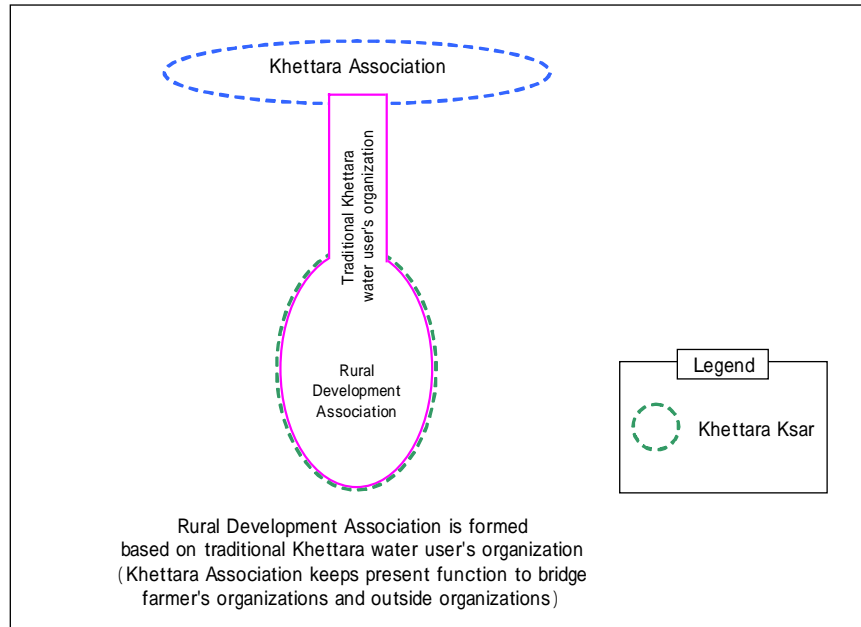 Khettara Association
Traditional Khettara
water user's organization
Rural
Development
Association
Legend
Khettara Ksar
Rural Development Association is formed
based on traditional Khettara water user's organization
(Khettara Association keeps present function to bridge
farmer's organizations and outside organizations)